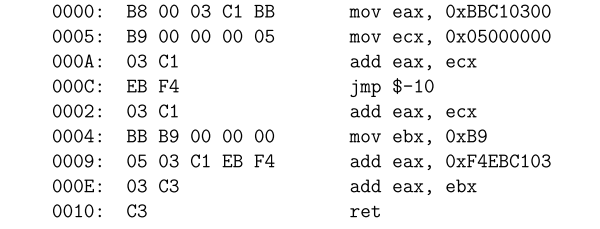 0000: B8 00 03 C1 BB mov eax, 0xBBC10300
0005: B9 00 00 00 05 mov ecx, 0x05000000
000A: 03 C1 add eax, ecx
000C: EB F4 jmp $-10
0002: 03 C1 add eax, ecx
0004: BB B9 00 00 00 mov ebx, 0xB9
0009: 05 03 C1 EB F4 add eax, 0xF4EBC103
000E: 03 C3 add eax, ebx
0010: C3 ret